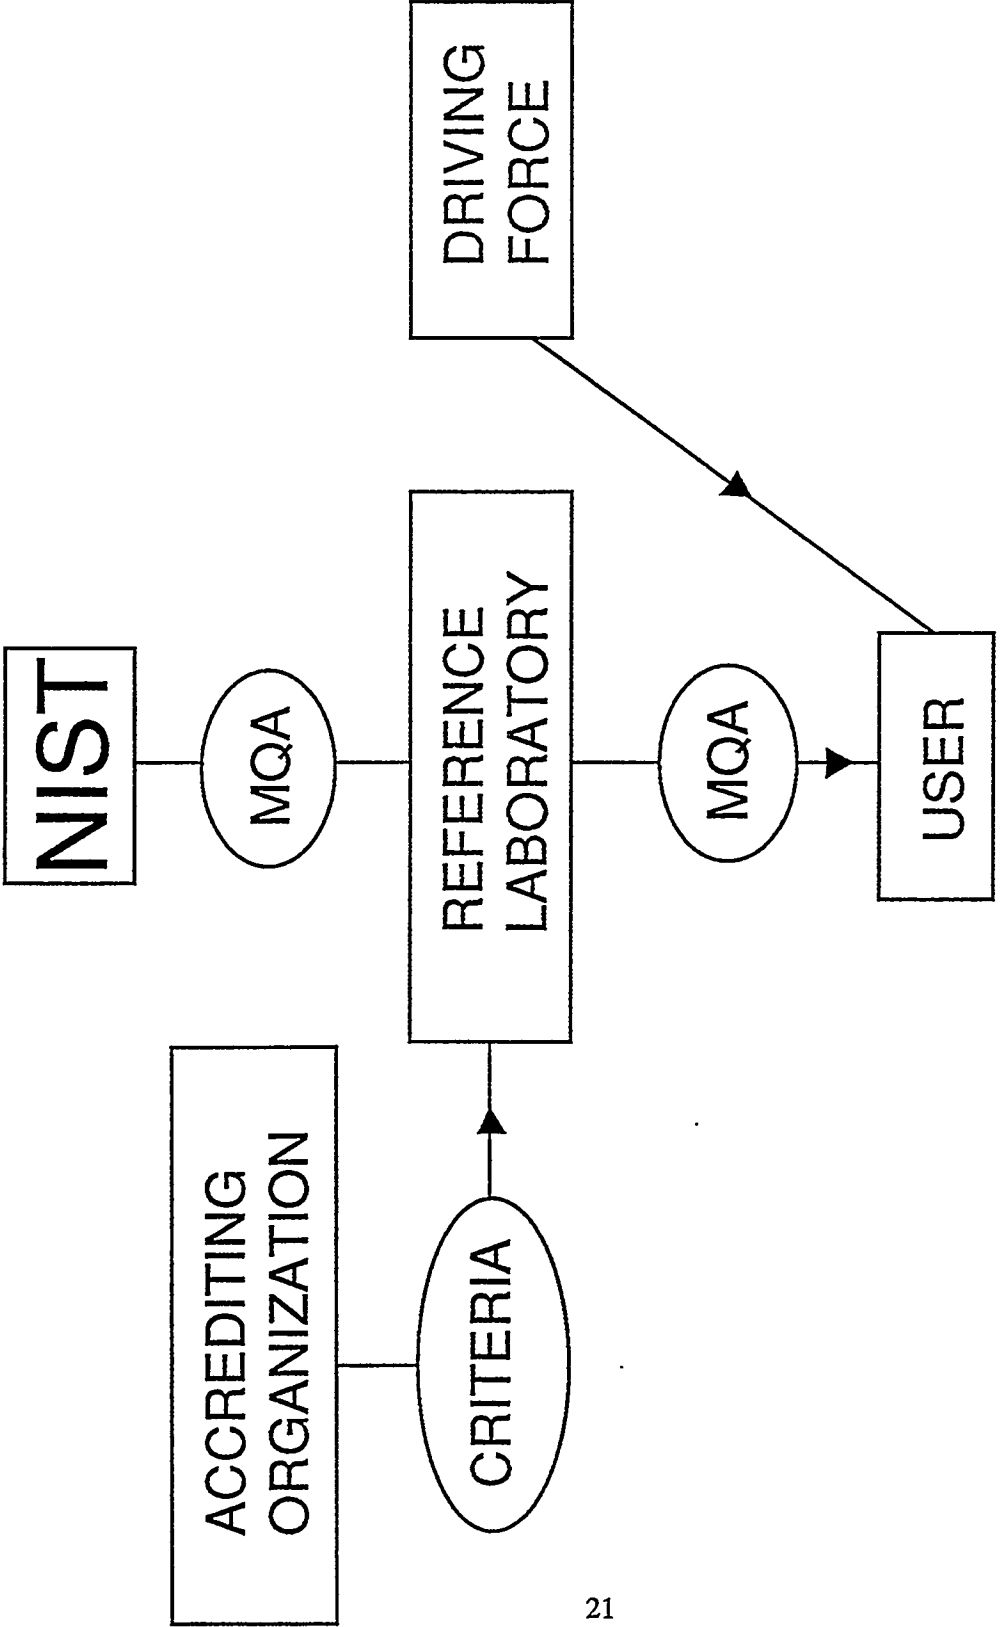 NIST
MQA
ACCREDITING
ORGANIZATION
REFERENCE
LABORATORY
DRIVING
FORCE
CRITERIA
MQA
USER
21